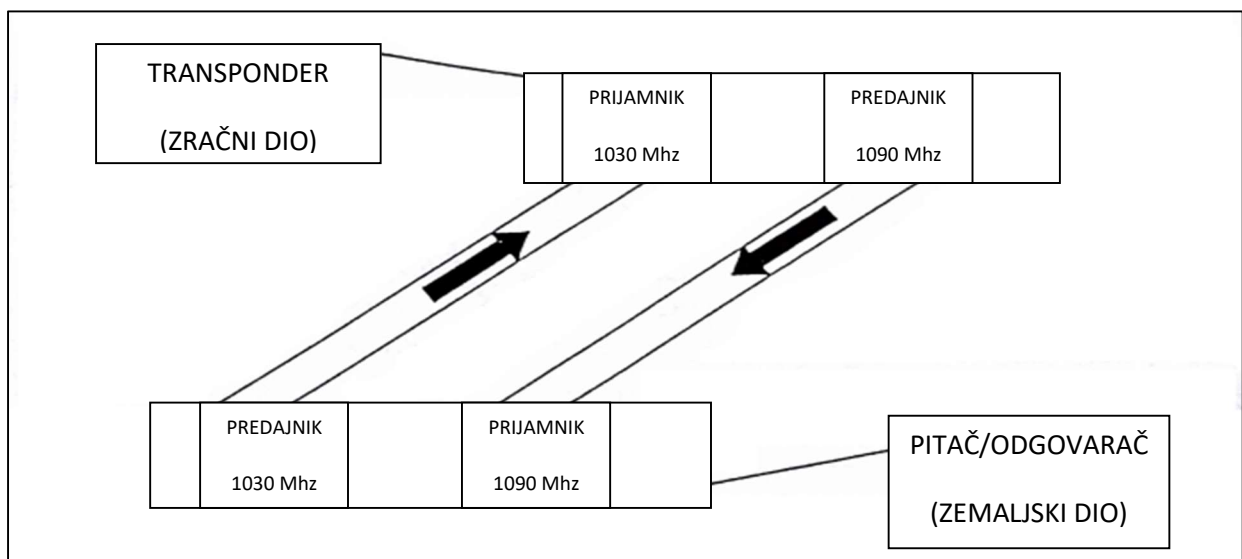 TRANSPONDER
(ZRAČNI DIO)
PRIJAMNIK
1030 Mhz
PREDAJNIK
1090 Mhz
PREDAJNIK
1030 Mhz
PRIJAMNIK
1090 Mhz
PITAČ/ODGOVARAČ
(ZEMALJSKI DIO)